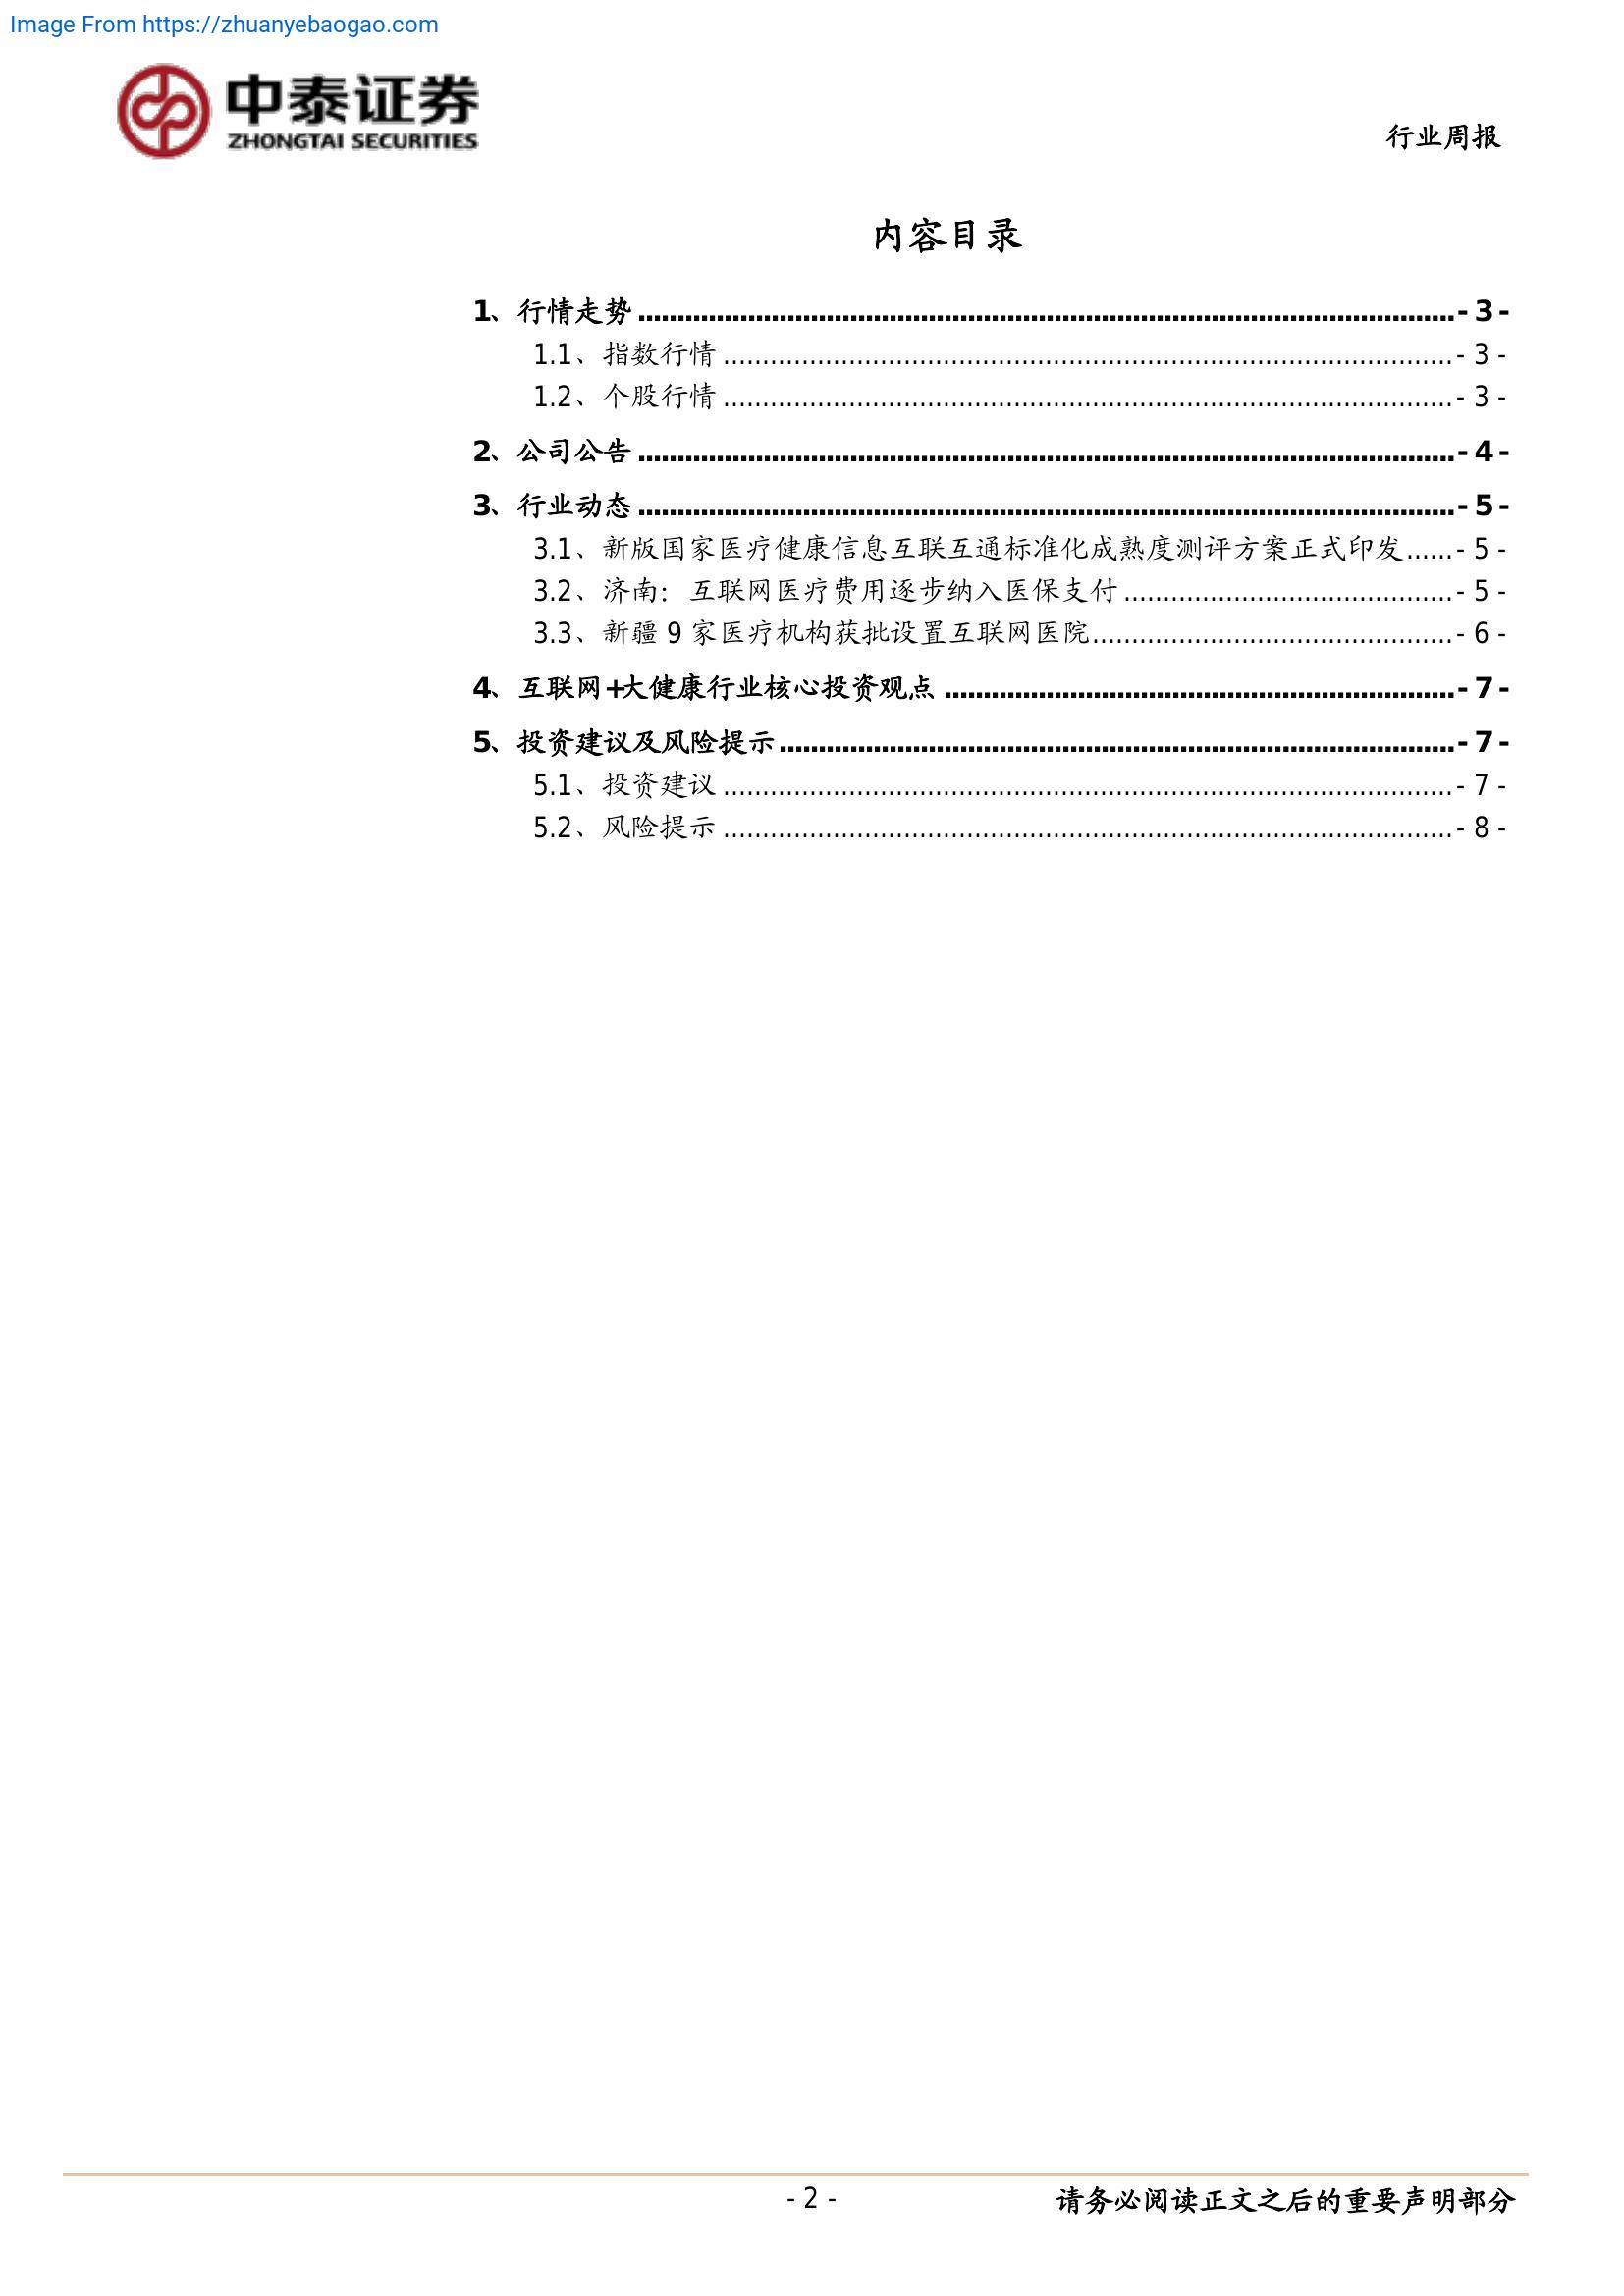 Image From https://zhuanyebaogao.com
中泰证券
ZHONGTAI SECURITIES
行业周报
内容目录
1、行情走势 - 3 -
1.1、指数行情 - 3 -
1.2、个股行情 - 3 -
2、公司公告 - 4 -
3、行业动态 - 5 -
3.1、新版国家医疗健康信息互联互通标准化成熟度测评方案正式印发 - 5 -
3.2、济南：互联网医疗费用逐步纳入医保支付 - 5 -
3.3、新疆 9 家医疗机构获批设置互联网医院 - 6 -
4、互联网+大健康行业核心投资观点 - 7 -
5、投资建议及风险提示 - 7 -
5.1、投资建议 - 7 -
5.2、风险提示 - 8 -
- 2 -
请务必阅读正文之后的重要声明部分